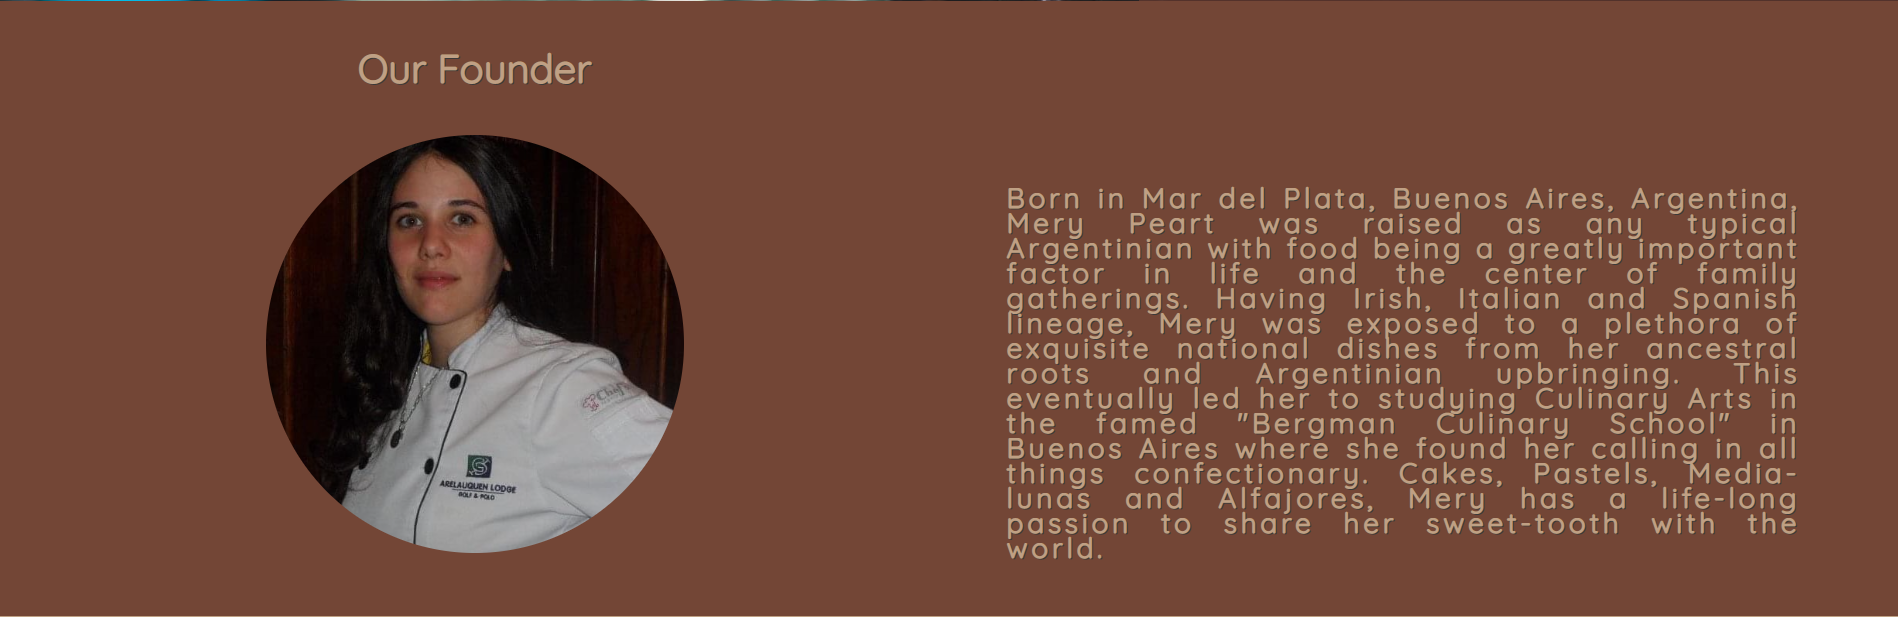 Our Founder
Born in Mar del Plata, Buenos Aires, Argentina,
Mery Peart was raised as any typical
Argentinian with food being a greatly important
factor in life and the center of family
gatherings. Having Irish, Italian and Spanish
lineage, Mery was exposed to a plethora of
exquisite national dishes from her ancestral
roots and Argentinian upbringing. This
eventually led her to studying Culinary Arts in
the famed "Bergman Culinary School" in
Buenos Aires where she found her calling in all
things confectionary. Cakes, Pastels, Media-
lunas and Alfajores, Mery has a life-long
passion to share her sweet-tooth with the
world.
Chef
ARELAUQUEN LODGE
GOLF & POLO